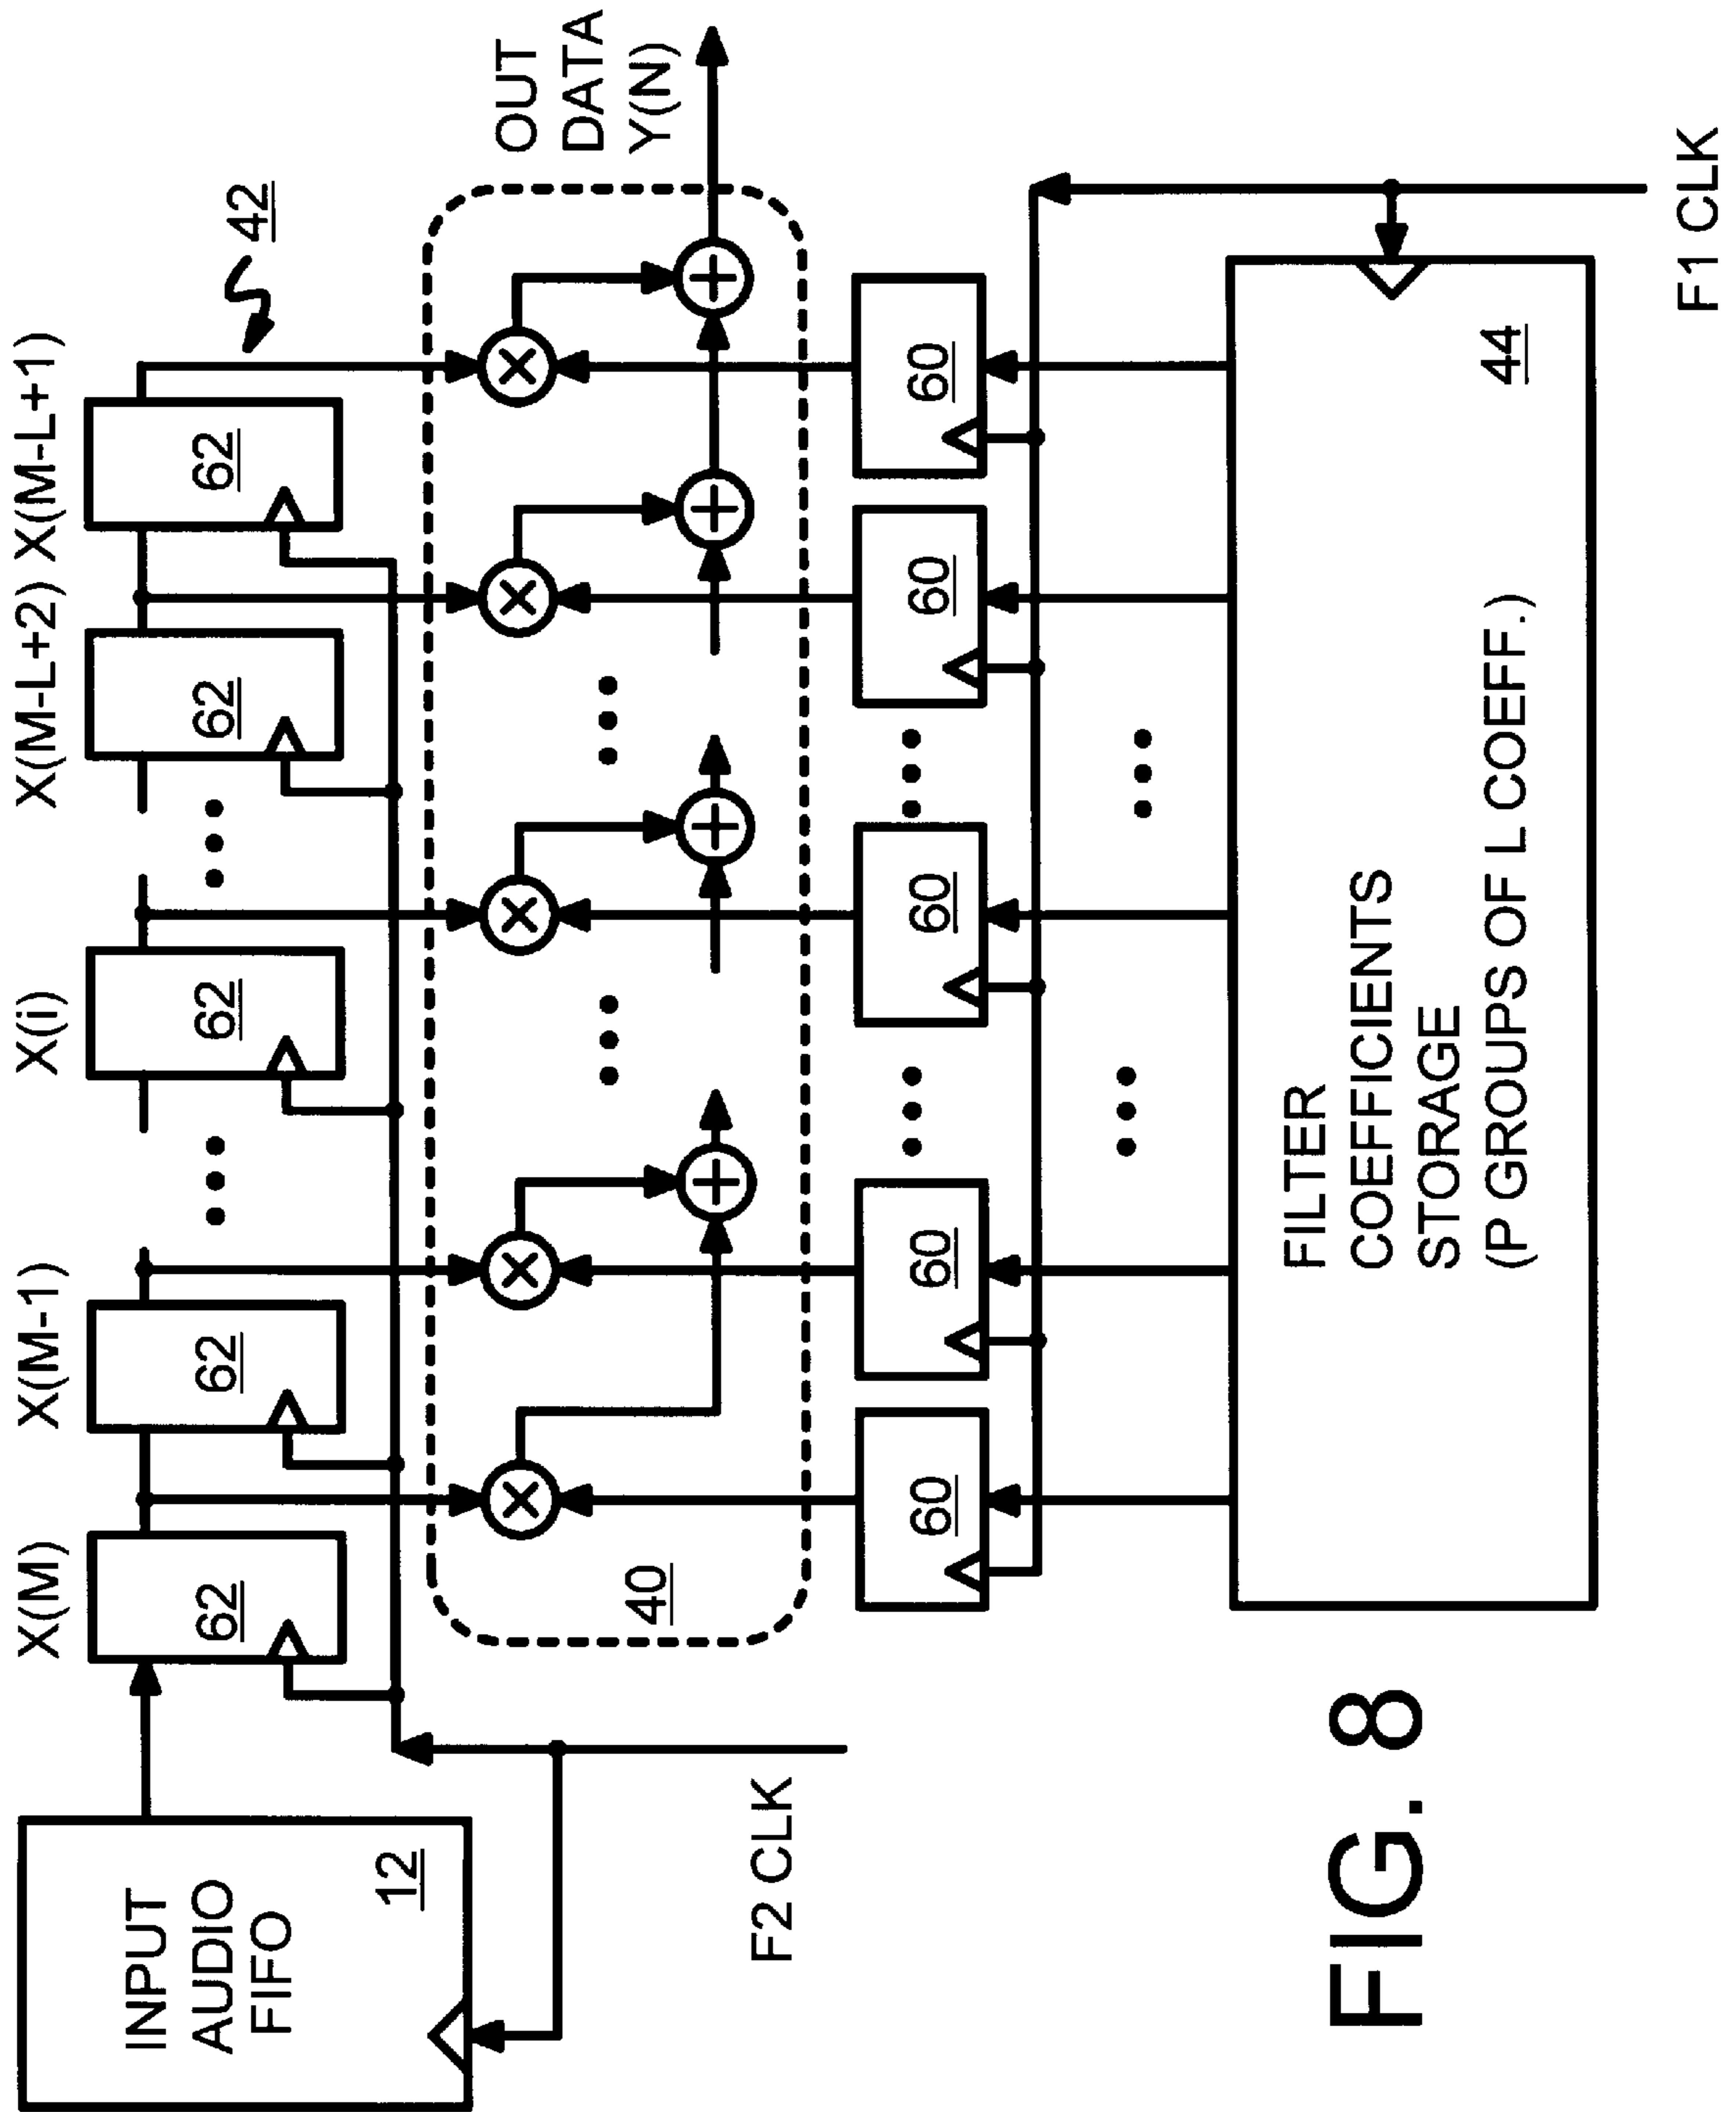 X(M) X(M-1) X(i) X(M-L+2) X(M-L+1)
INPUT
AUDIO
FIFO
12
62 62 62 62 62
42
OUT
DATA
Y(N)
40
F2 CLK
60 60 60 60 60
FILTER
COEFFICIENTS
STORAGE
(P GROUPS OF L COEFF.)
44
F1 CLK
FIG. 8